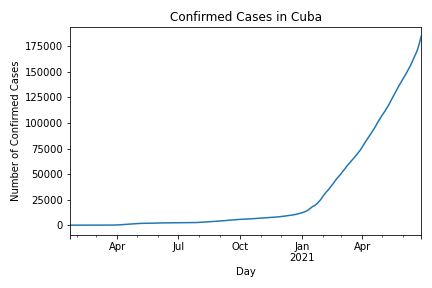 Confirmed Cases in Cuba
Number of Confirmed Cases
175000
150000
125000
100000
75000
50000
25000
0
Apr Jul Oct Jan Apr
2021
Day